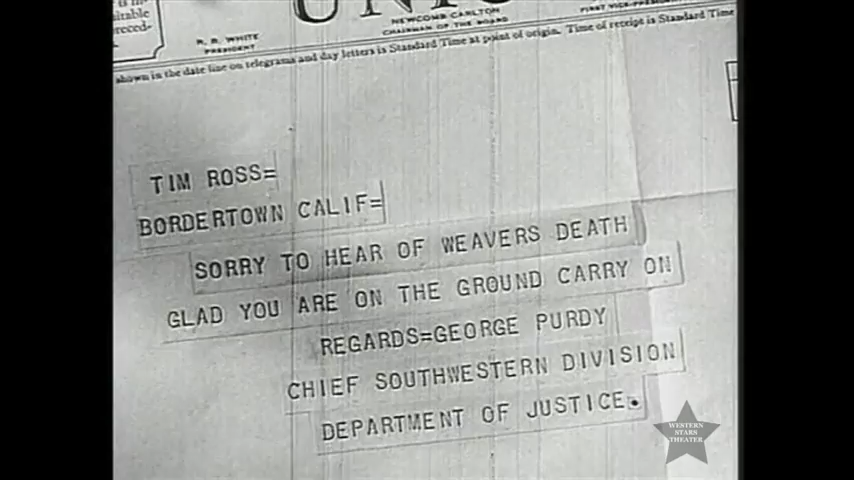 UNIO
NEWCOMB CARLTON
CHAIRMAN OF THE BOARD
FIRST VICE-PRESIDENT
R. B. WHITE
PRESIDENT
shown in the date line on telegrams and day letters is Standard Time at point of origin. Time of receipt is Standard Time
TIM ROSS=
BORDERTOWN CALIF=
SORRY TO HEAR OF WEAVERS DEATH
GLAD YOU ARE ON THE GROUND CARRY ON
REGARDS=GEORGE PURDY
CHIEF SOUTHWESTERN DIVISION
DEPARTMENT OF JUSTICE.
WESTERN
STARS
THEATER